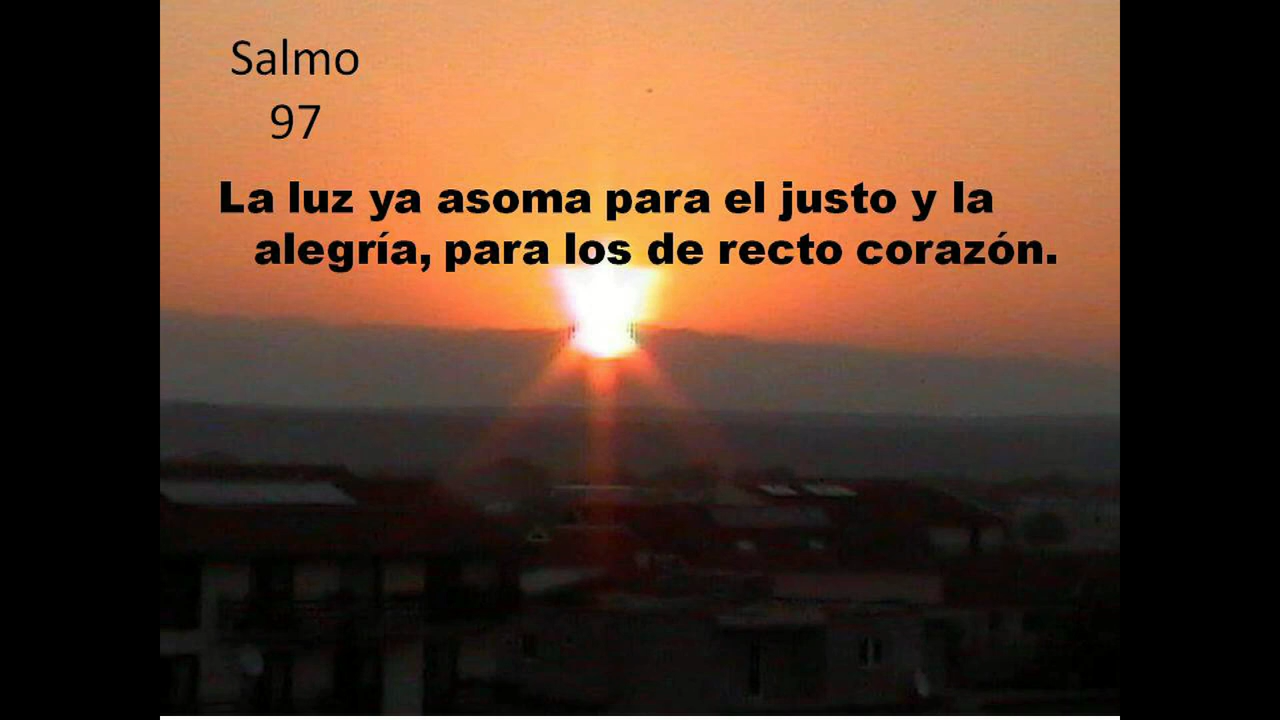 Salmo
97
La luz ya asoma para el justo y la
alegría, para los de recto corazón.